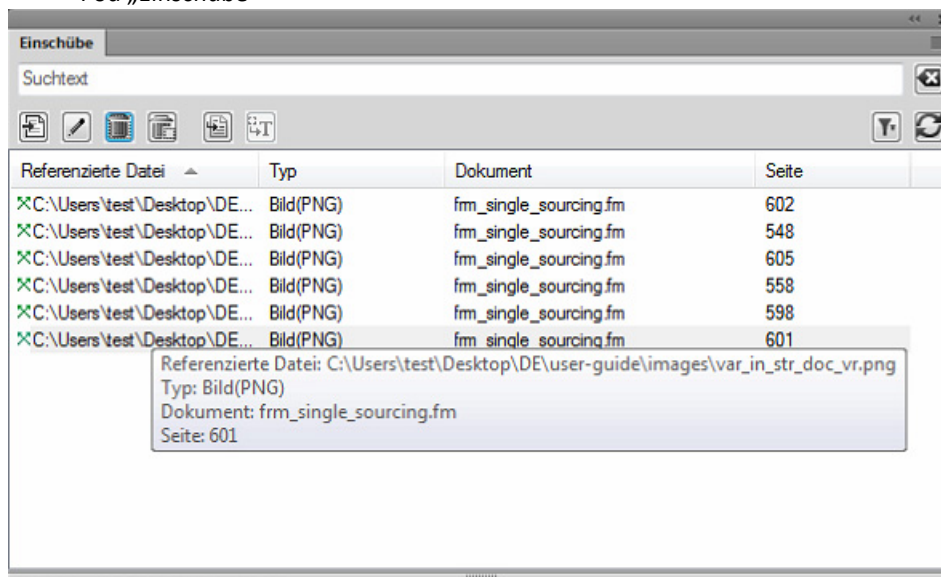 Pod „Einschübe“
Einschübe
Suchtext
Referenzierte Datei Typ Dokument Seite
C:\Users\test\Desktop\DE... Bild(PNG) frm_single_sourcing.fm 602
C:\Users\test\Desktop\DE... Bild(PNG) frm_single_sourcing.fm 548
C:\Users\test\Desktop\DE... Bild(PNG) frm_single_sourcing.fm 605
C:\Users\test\Desktop\DE... Bild(PNG) frm_single_sourcing.fm 558
C:\Users\test\Desktop\DE... Bild(PNG) frm_single_sourcing.fm 598
C:\Users\test\Desktop\DE... Bild(PNG) frm_single_sourcing.fm 601
Referenzierte Datei: C:\Users\test\Desktop\DE\user-guide\images\var_in_str_doc_vr.png
Typ: Bild(PNG)
Dokument: frm_single_sourcing.fm
Seite: 601